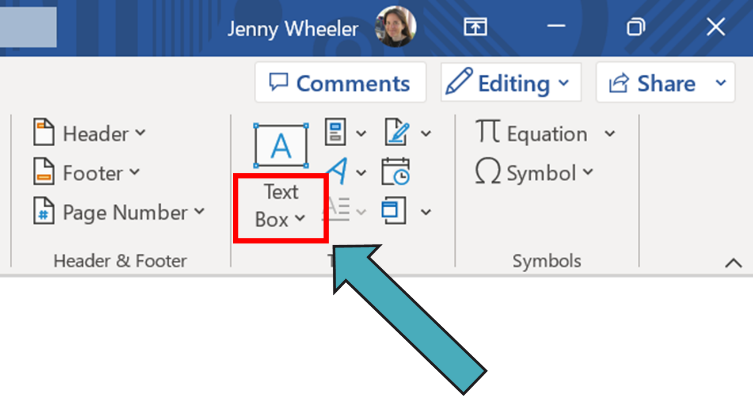 Jenny Wheeler
Comments
Editing
Share
Header
Footer
Page Number
Header & Footer
A
Text
Box
Equation
Symbol
Symbols